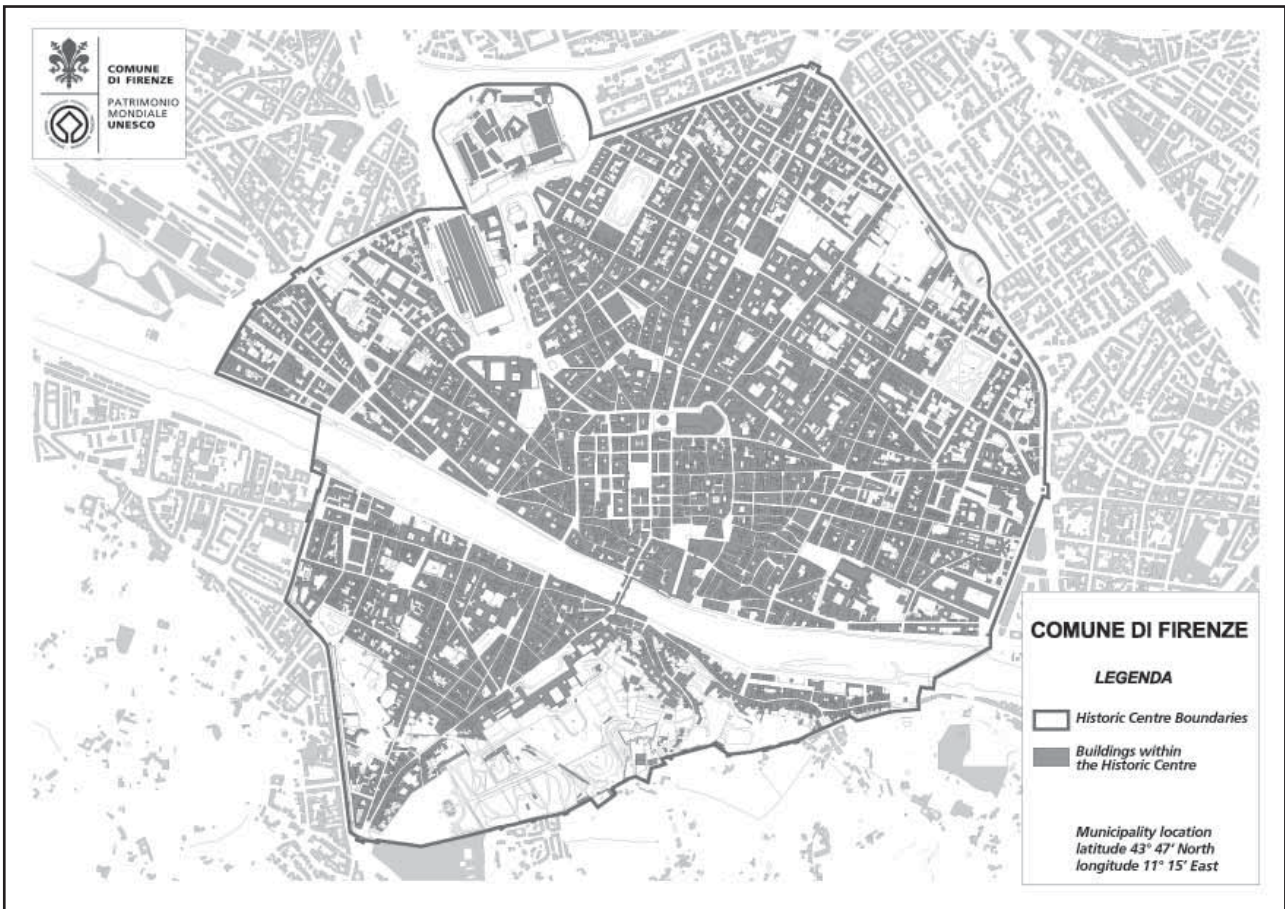 COMUNE
DI FIRENZE
PATRIMONIO
MONDIALE
UNESCO
COMUNE DI FIRENZE
LEGENDA
Historic Centre Boundaries
Buildings within
the Historic Centre
Municipality location
latitude 43° 47' North
longitude 11° 15' East